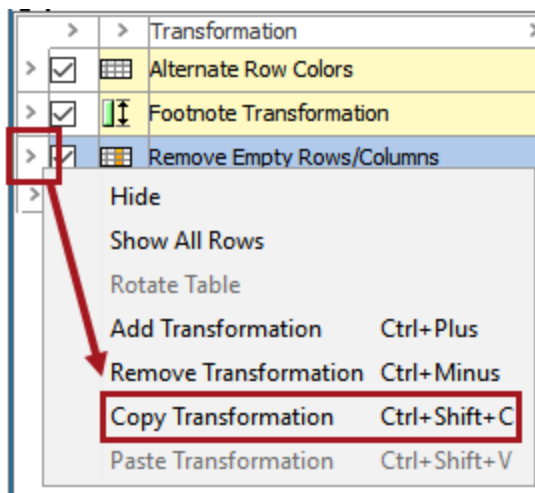 > > Transformation >
> Alternate Row Colors
> Footnote Transformation
> Remove Empty Rows/Columns
>
Hide
Show All Rows
Rotate Table
Add Transformation Ctrl+Plus
Remove Transformation Ctrl+Minus
Copy Transformation Ctrl+Shift+C
Paste Transformation Ctrl+Shift+V